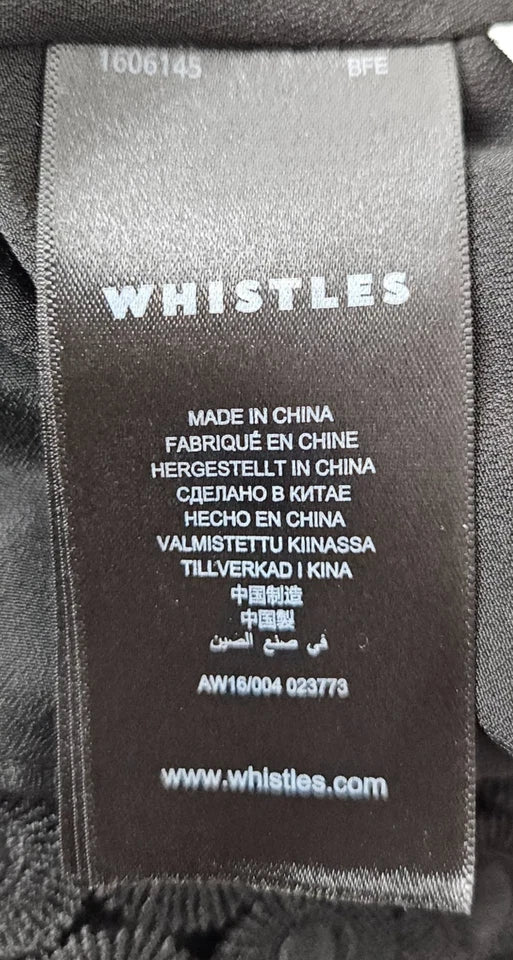 1606145 BFE
WHISTLES
MADE IN CHINA
FABRIQUÉ EN CHINE
HERGESTELLT IN CHINA
СДЕЛАНО В КИТАЕ
HECHO EN CHINA
VALMISTETTU KIINASSA
TILLVERKAD I KINA
中国制造
中国製
في صنع الصين
AW16/004 023773
www.whistles.com